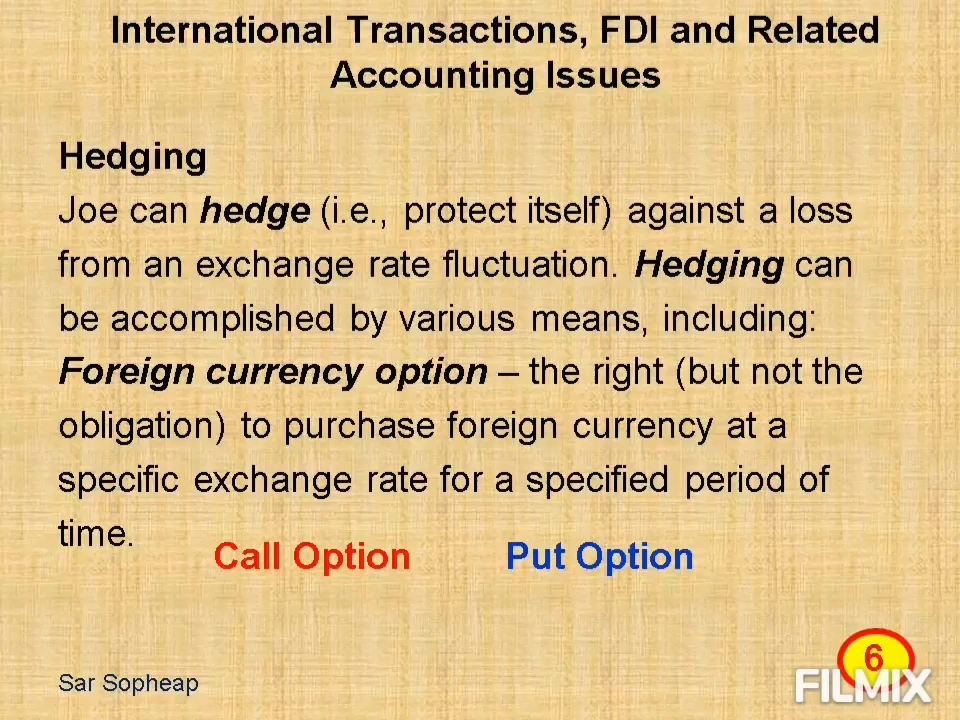 International Transactions, FDI and Related
Accounting Issues
Hedging
Joe can hedge (i.e., protect itself) against a loss
from an exchange rate fluctuation. Hedging can
be accomplished by various means, including:
Foreign currency option – the right (but not the
obligation) to purchase foreign currency at a
specific exchange rate for a specified period of
time.
Call Option Put Option
6
Sar Sopheap
FILMIX